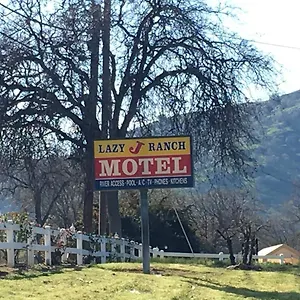 LAZY J RANCH
MOTEL
RIVER ACCESS · POOL · A/C · TV · PHONES · KITCHENS